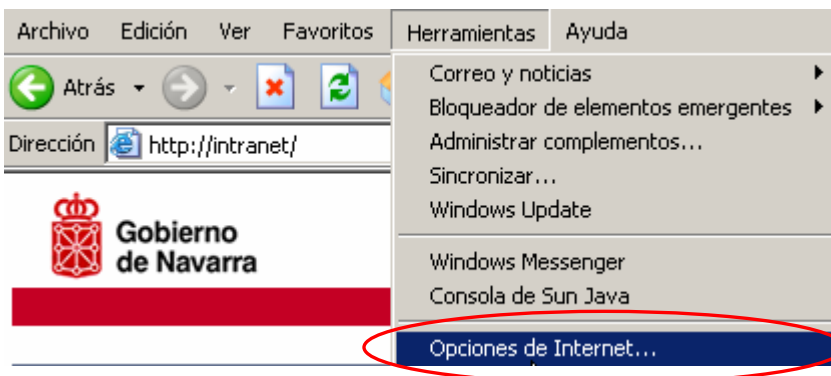 Archivo Edición Ver Favoritos Herramientas Ayuda
Atrás
Dirección http://intranet/
Gobierno
de Navarra
Correo y noticias
Bloqueador de elementos emergentes
Administrar complementos...
Sincronizar...
Windows Update
Windows Messenger
Consola de Sun Java
Opciones de Internet...